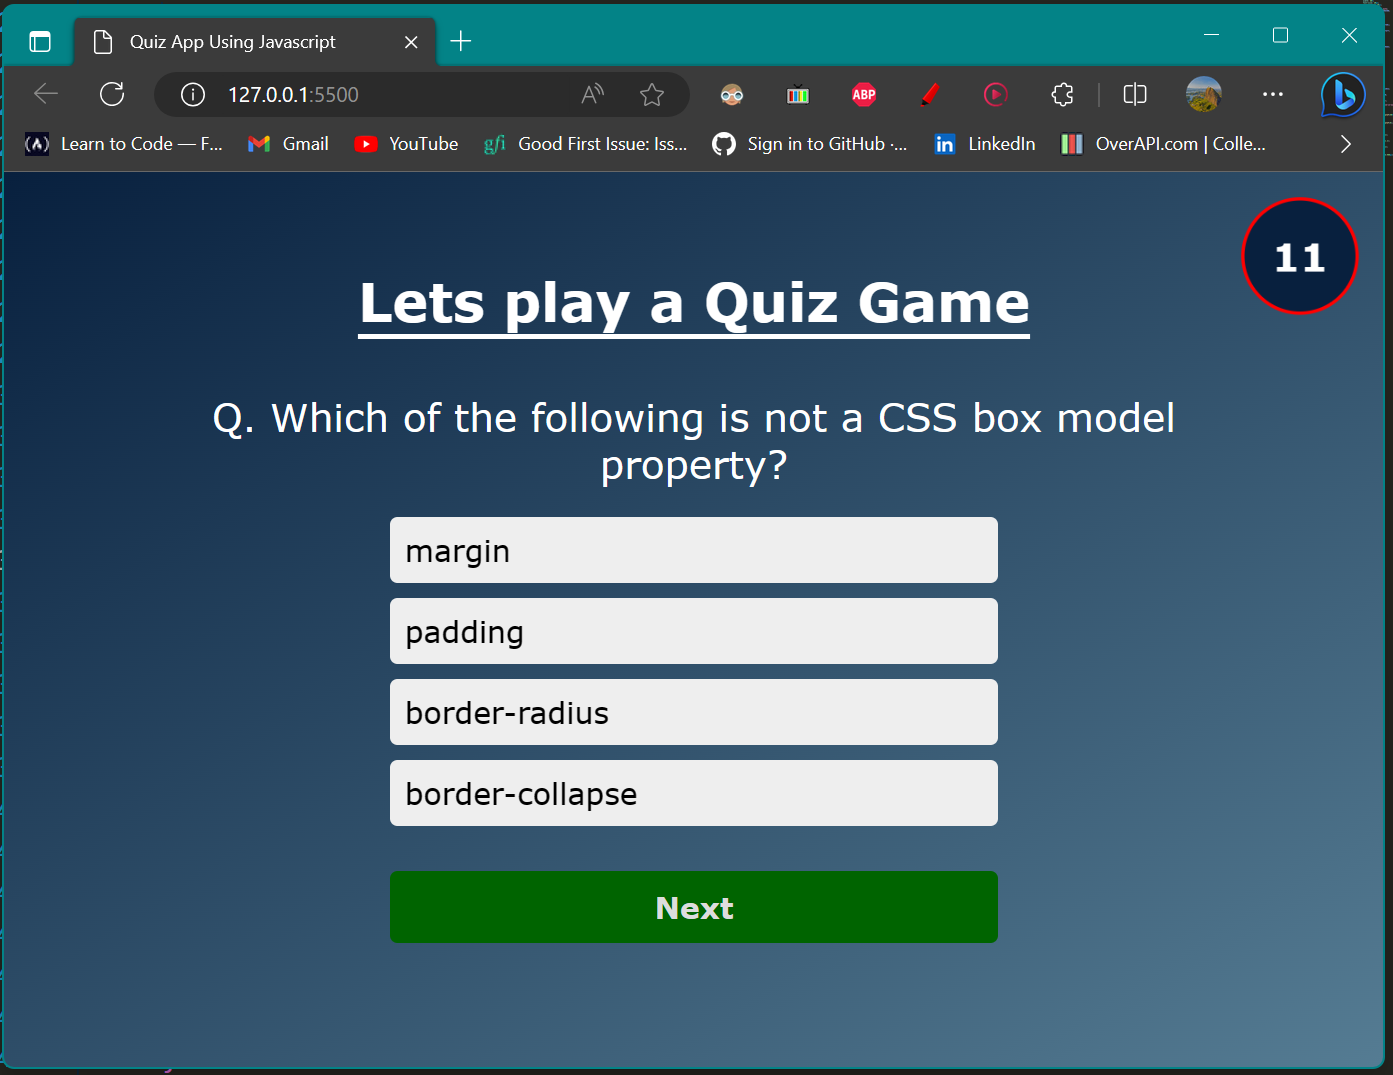 Quiz App Using Javascript
127.0.0.1:5500
ABP
Learn to Code — F...
Gmail
YouTube
gfi
Good First Issue: Iss...
Sign in to GitHub ·...
in
LinkedIn
OverAPI.com | Colle...
11
Lets play a Quiz Game
Q. Which of the following is not a CSS box model
property?
margin
padding
border-radius
border-collapse
Next